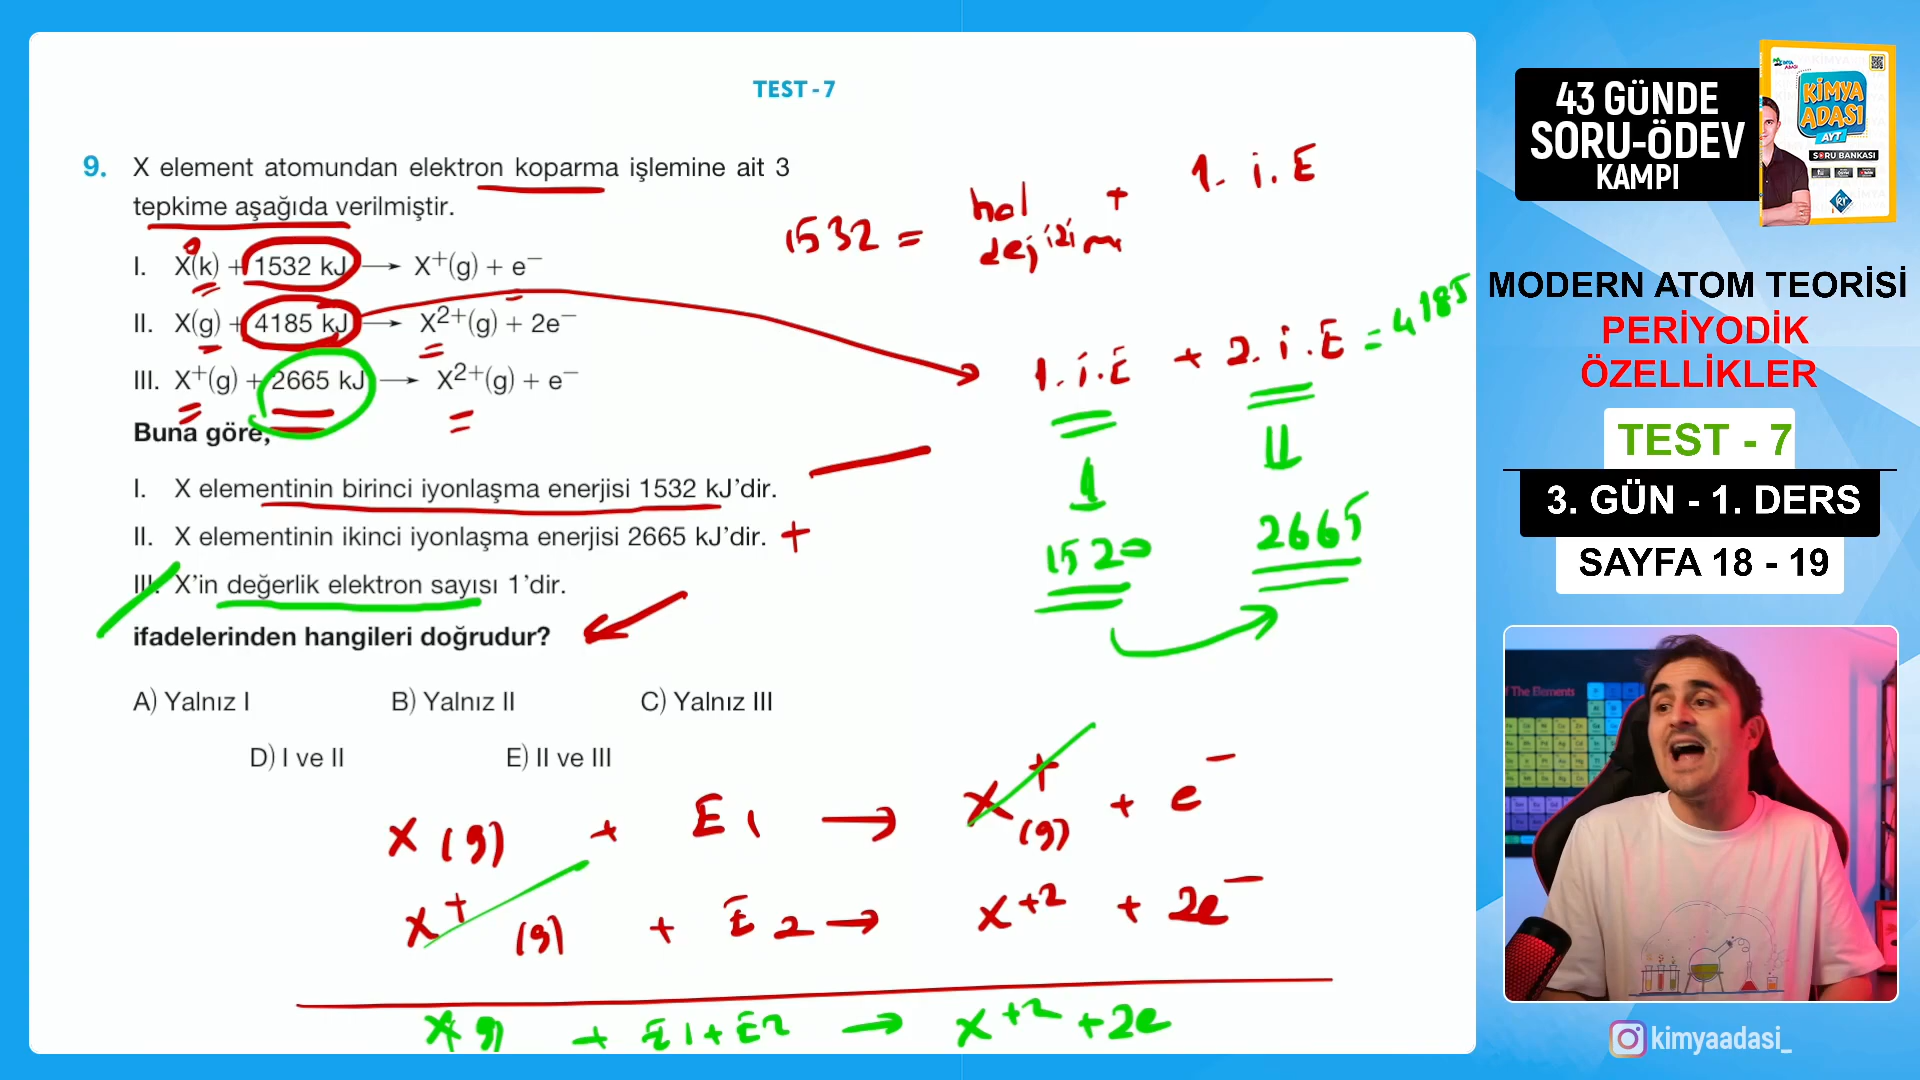 TEST - 7
9. X element atomundan elektron koparma işlemine ait 3
tepkime aşağıda verilmiştir.
I. X(k) + 1532 kJ → X⁺(g) + e⁻
II. X(g) + 4185 kJ → X²⁺(g) + 2e⁻
III. X⁺(g) + 2665 kJ → X²⁺(g) + e⁻
Buna göre,
I. X elementinin birinci iyonlaşma enerjisi 1532 kJ'dir.
II. X elementinin ikinci iyonlaşma enerjisi 2665 kJ'dir. +
III. X'in değerlik elektron sayısı 1'dir.
ifadelerinden hangileri doğrudur?
A) Yalnız I B) Yalnız II C) Yalnız III
D) I ve II E) II ve III
1532 = hal değişimi + 1. i.E
1. i.E + 2. i.E = 4185
1520 2665
X (g) + E1 → X⁺ (g) + e⁻
X⁺ (g) + E2 → X⁺² + 2e⁻
X(g) + E1+E2 → X⁺² + 2e
43 GÜNDE
SORU-ÖDEV
KAMPI
KİMYA
ADASI
AYT
SORU BANKASI
kr
MODERN ATOM TEORİSİ
PERİYODİK
ÖZELLİKLER
TEST - 7
3. GÜN - 1. DERS
SAYFA 18 - 19
f The Elements
kimyaadasi_